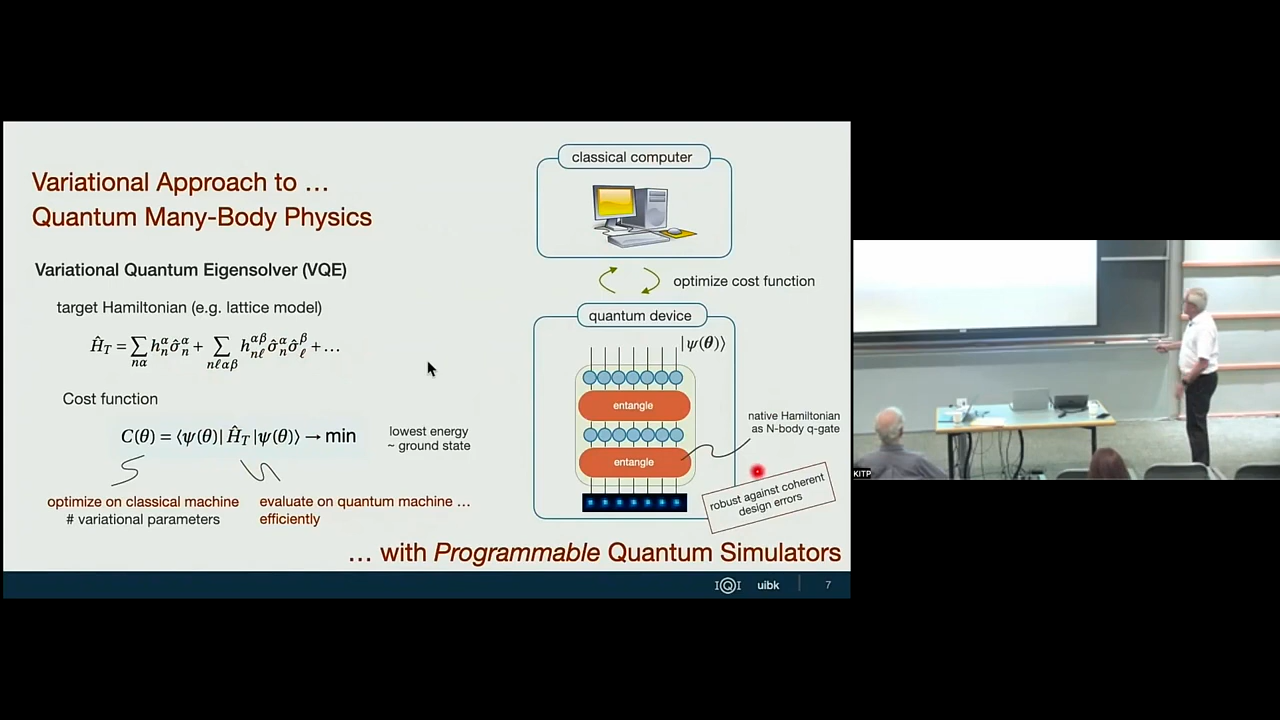 Variational Approach to …
Quantum Many-Body Physics
Variational Quantum Eigensolver (VQE)
target Hamiltonian (e.g. lattice model)
Ĥ_T = ∑_{nα} h_n^α σ̂_n^α + ∑_{nℓαβ} h_{nℓ}^{αβ} σ̂_n^α σ̂_ℓ^β + …
Cost function
C(θ) = ⟨ψ(θ)| Ĥ_T |ψ(θ)⟩ → min
lowest energy
~ ground state
optimize on classical machine
# variational parameters
evaluate on quantum machine …
efficiently
classical computer
optimize cost function
quantum device
|ψ(θ)⟩
entangle
entangle
native Hamiltonian
as N-body q-gate
robust against coherent
design errors
… with Programmable Quantum Simulators
IQI uibk 7
KITP